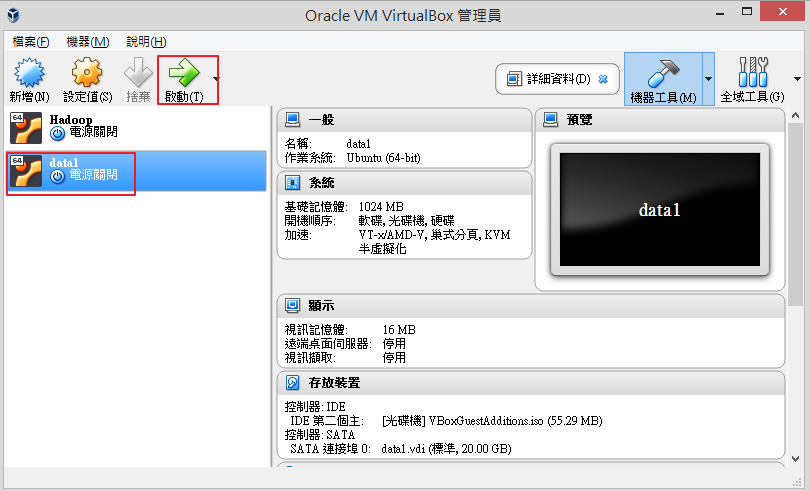 Oracle VM VirtualBox 管理員
檔案(F) 機器(M) 說明(H)
新增(N) 設定值(S) 捨棄 啟動(T) 詳細資料(D) 機器工具(M) 全域工具(G)
64 Hadoop
電源關閉
64 data1
電源關閉
一般
名稱: data1
作業系統: Ubuntu (64-bit)
系統
基礎記憶體: 1024 MB
開機順序: 軟碟, 光碟機, 硬碟
加速: VT-x/AMD-V, 巢式分頁, KVM
半虛擬化
預覽
data1
顯示
視訊記憶體: 16 MB
遠端桌面伺服器: 停用
視訊擷取: 停用
存放裝置
控制器: IDE
IDE 第二個主: [光碟機] VBoxGuestAdditions.iso (55.29 MB)
控制器: SATA
SATA 連接埠 0: data1.vdi (標準, 20.00 GB)